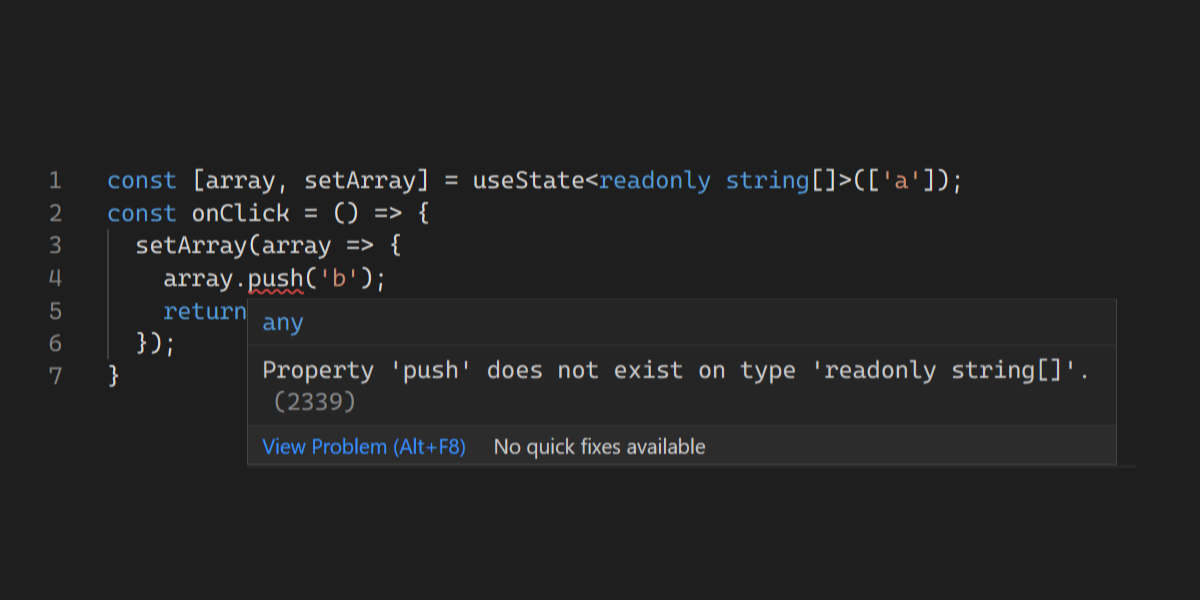 1 const [array, setArray] = useState<readonly string[]>(['a']);
2 const onClick = () => {
3 setArray(array => {
4 array.push('b');
5 return
any
6 });
Property 'push' does not exist on type 'readonly string[]'.
7 }
(2339)
View Problem (Alt+F8) No quick fixes available